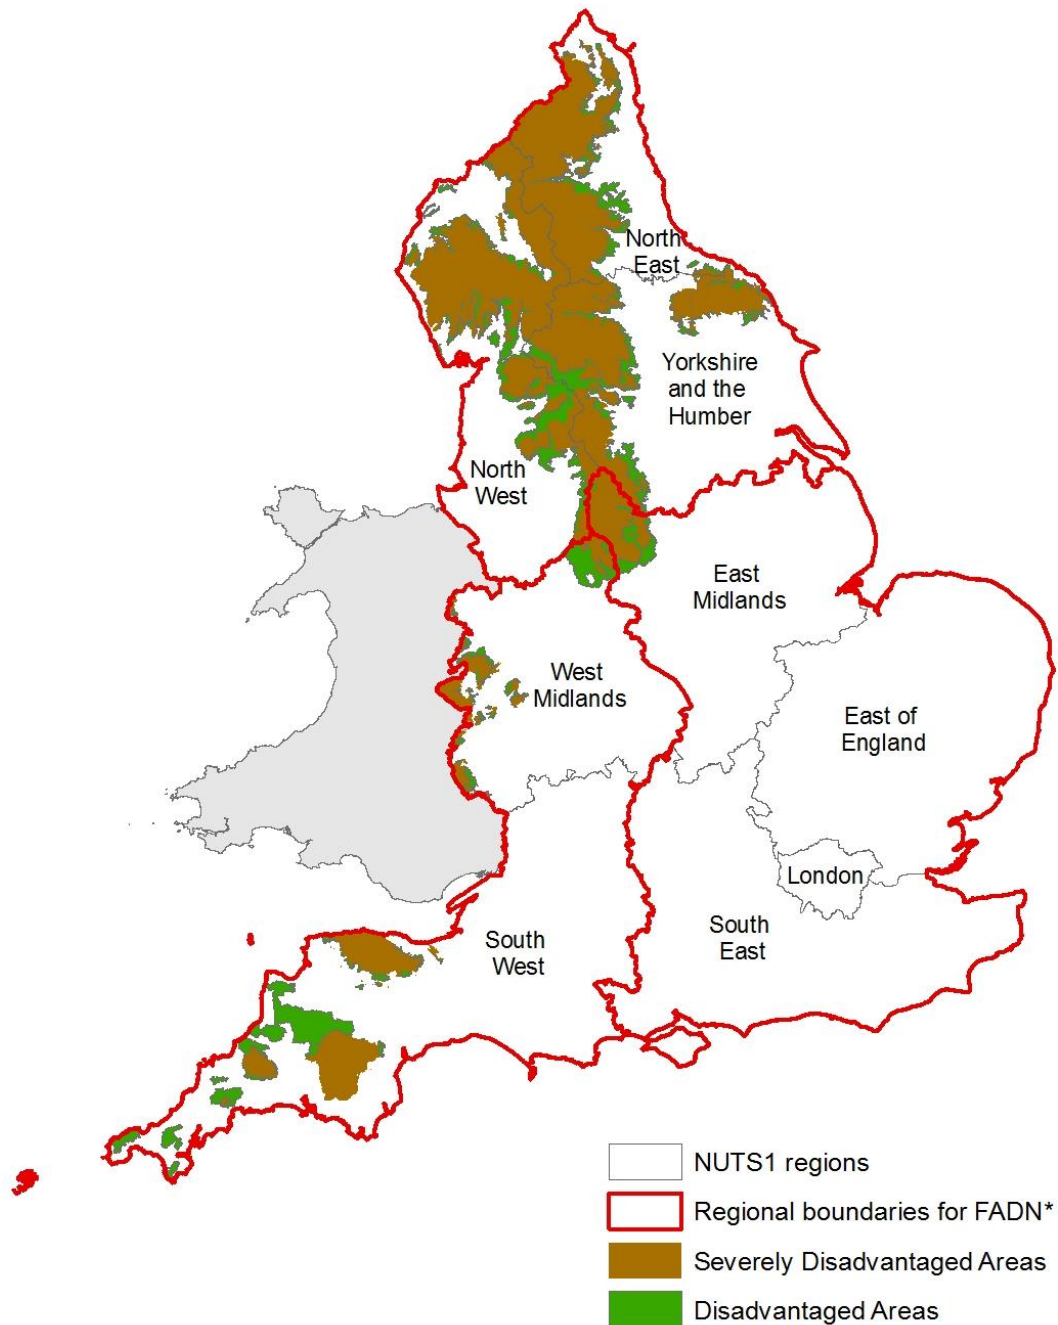 North
East
Yorkshire
and the
Humber
North
West
East
Midlands
West
Midlands
East of
England
London
South
West
South
East
NUTS1 regions
Regional boundaries for FADN*
Severely Disadvantaged Areas
Disadvantaged Areas